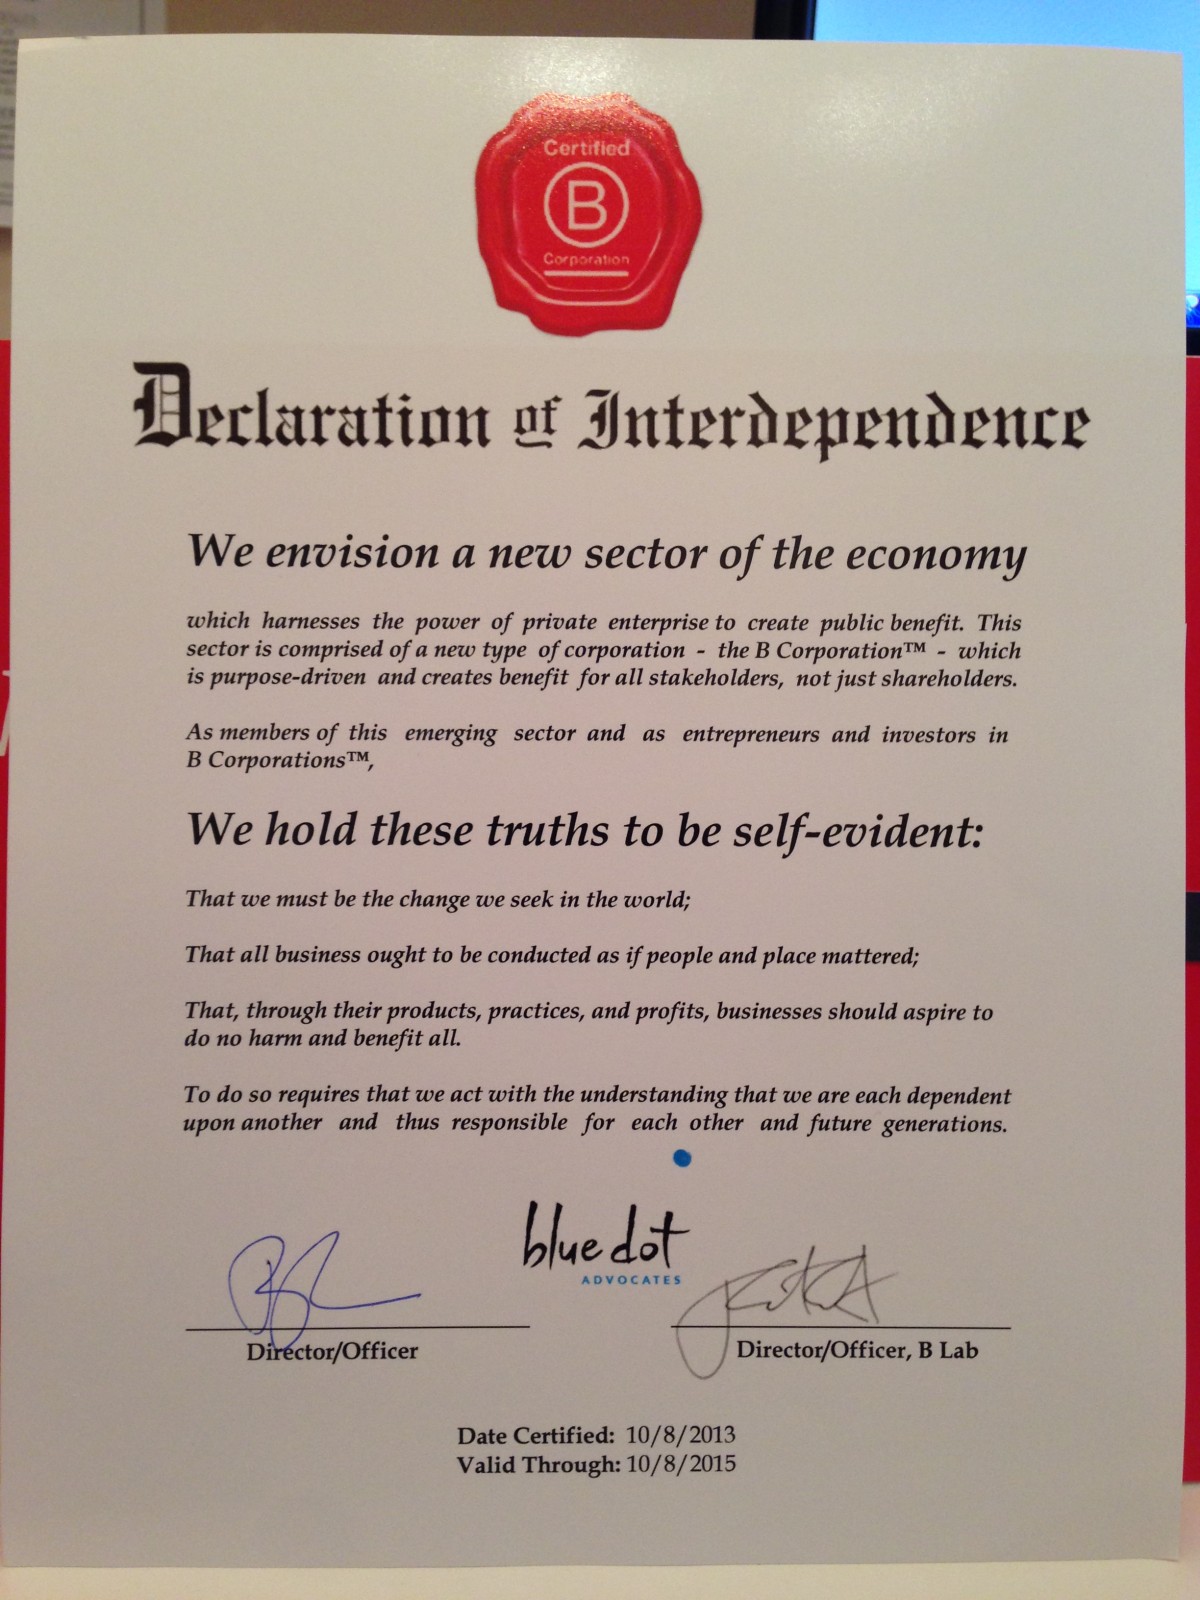 Certified
B
Corporation
Declaration of Interdependence
We envision a new sector of the economy
which harnesses the power of private enterprise to create public benefit. This
sector is comprised of a new type of corporation - the B Corporation™ - which
is purpose-driven and creates benefit for all stakeholders, not just shareholders.
As members of this emerging sector and as entrepreneurs and investors in
B Corporations™,
We hold these truths to be self-evident:
That we must be the change we seek in the world;
That all business ought to be conducted as if people and place mattered;
That, through their products, practices, and profits, businesses should aspire to
do no harm and benefit all.
To do so requires that we act with the understanding that we are each dependent
upon another and thus responsible for each other and future generations.
blue dot
ADVOCATES
Director/Officer
Director/Officer, B Lab
Date Certified: 10/8/2013
Valid Through: 10/8/2015